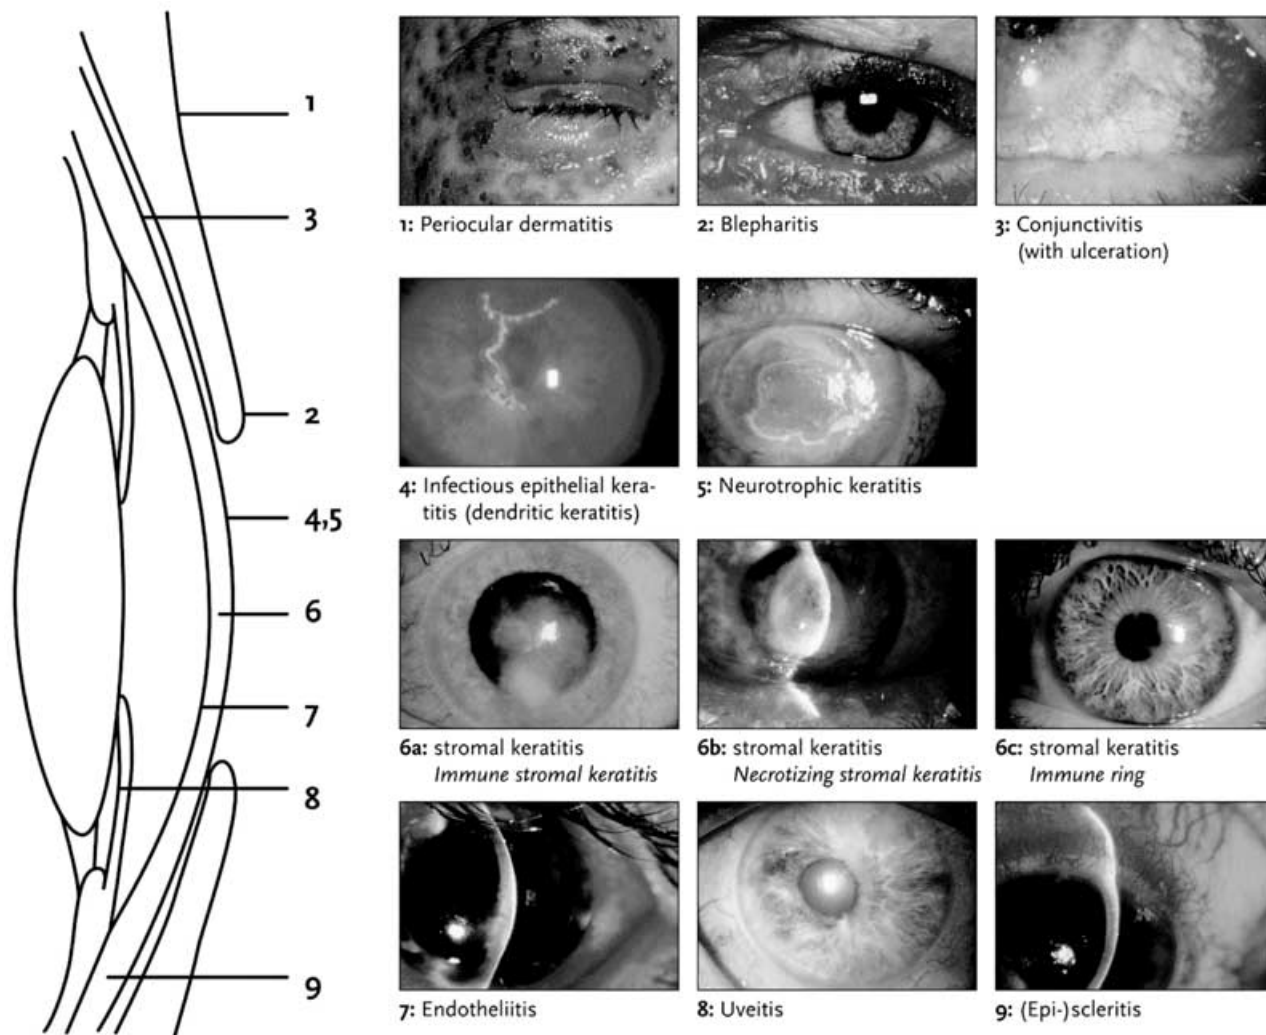 1
3
2
4,5
6
7
8
9
1: Periocular dermatitis
2: Blepharitis
3: Conjunctivitis
(with ulceration)
4: Infectious epithelial kera-
titis (dendritic keratitis)
5: Neurotrophic keratitis
6a: stromal keratitis
Immune stromal keratitis
6b: stromal keratitis
Necrotizing stromal keratitis
6c: stromal keratitis
Immune ring
7: Endotheliitis
8: Uveitis
9: (Epi-)scleritis